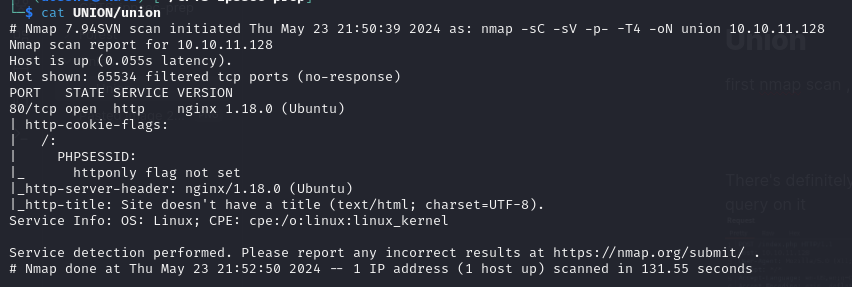 └─$ cat UNION/union
# Nmap 7.94SVN scan initiated Thu May 23 21:50:39 2024 as: nmap -sC -sV -p- -T4 -oN union 10.10.11.128
Nmap scan report for 10.10.11.128
Host is up (0.055s latency).
Not shown: 65534 filtered tcp ports (no-response)
PORT   STATE SERVICE VERSION
80/tcp open  http    nginx 1.18.0 (Ubuntu)
| http-cookie-flags:
|   /:
|     PHPSESSID:
|_      httponly flag not set
|_http-server-header: nginx/1.18.0 (Ubuntu)
|_http-title: Site doesn't have a title (text/html; charset=UTF-8).
Service Info: OS: Linux; CPE: cpe:/o:linux:linux_kernel

Service detection performed. Please report any incorrect results at https://nmap.org/submit/ .
# Nmap done at Thu May 23 21:52:50 2024 -- 1 IP address (1 host up) scanned in 131.55 seconds
Union
first nmap scan
There's definitely
query on it